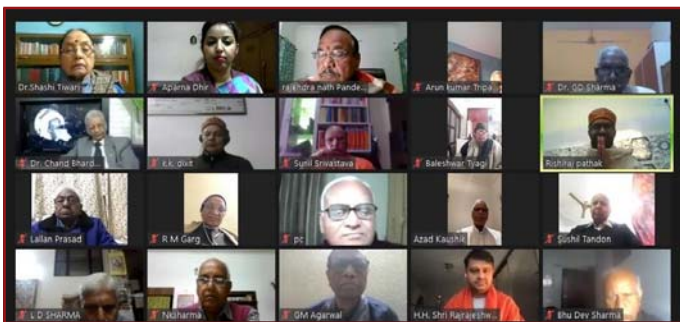 Dr.Shashi Tiwari
Aparna Dhir
rajendra nath Pande...
Arun kumar Tripa...
Dr. GD Sharma
Dr. Chand Bhard...
k.k. dixit
Sunil Srivastava
Baleshwar Tyagi
Rishiraj pathak
Lallan Prasad
R M Garg
pc
Azad Kaushik
Sushil Tandon
L D SHARMA
Nksharma
GM Agarwal
H.H. Shri Rajrajeshw...
Bhu Dev Sharma